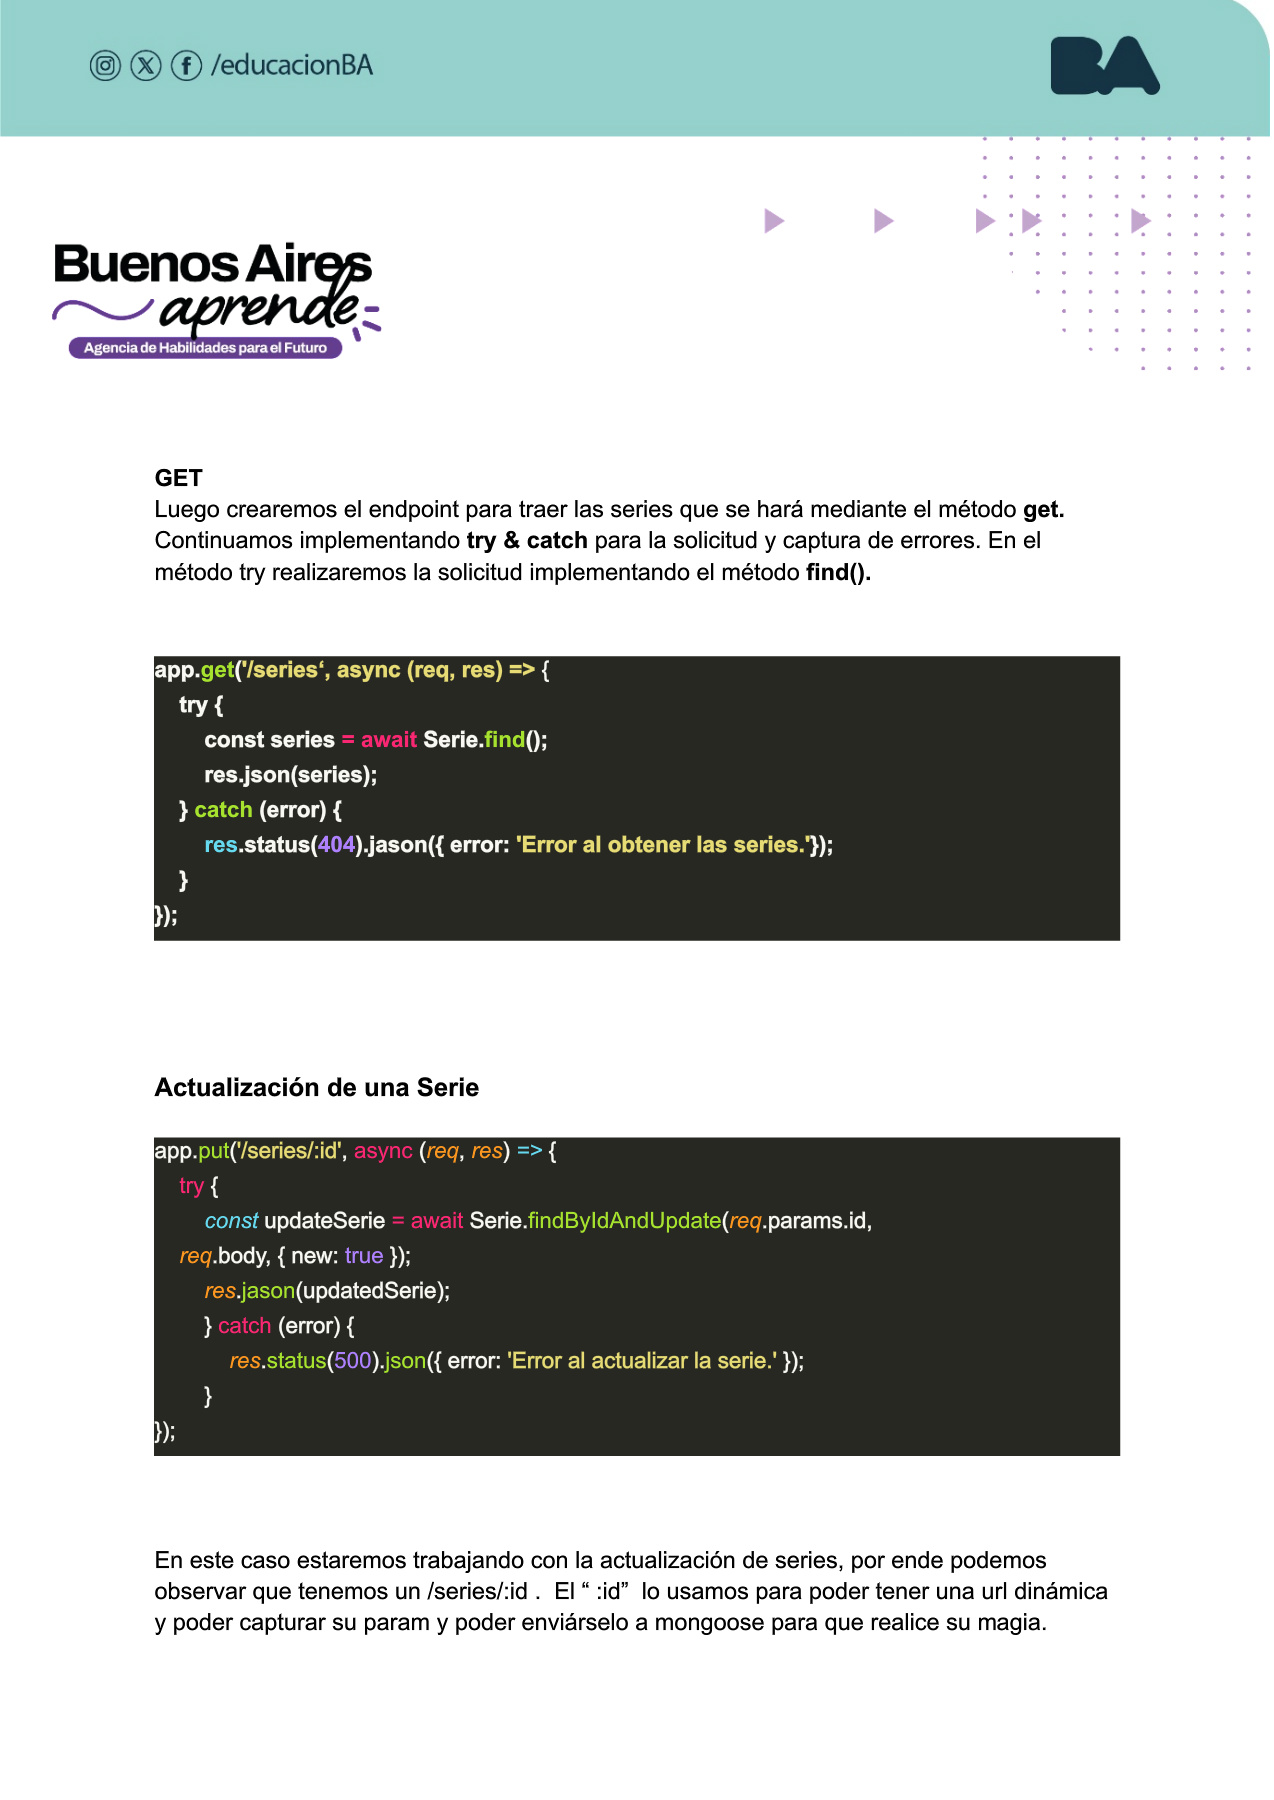 /educacionBA
BA
Buenos Aires
aprende
Agencia de Habilidades para el Futuro
GET
Luego crearemos el endpoint para traer las series que se hará mediante el método get.
Continuamos implementando try & catch para la solicitud y captura de errores. En el
método try realizaremos la solicitud implementando el método find().
app.get('/series‘, async (req, res) => {
try {
const series = await Serie.find();
res.json(series);
} catch (error) {
res.status(404).jason({ error: 'Error al obtener las series.'});
}
});
Actualización de una Serie
app.put('/series/:id', async (req, res) => {
try {
const updateSerie = await Serie.findByIdAndUpdate(req.params.id,
req.body, { new: true });
res.jason(updatedSerie);
} catch (error) {
res.status(500).json({ error: 'Error al actualizar la serie.' });
}
});
En este caso estaremos trabajando con la actualización de series, por ende podemos
observar que tenemos un /series/:id .  El “ :id”  lo usamos para poder tener una url dinámica
y poder capturar su param y poder enviárselo a mongoose para que realice su magia.